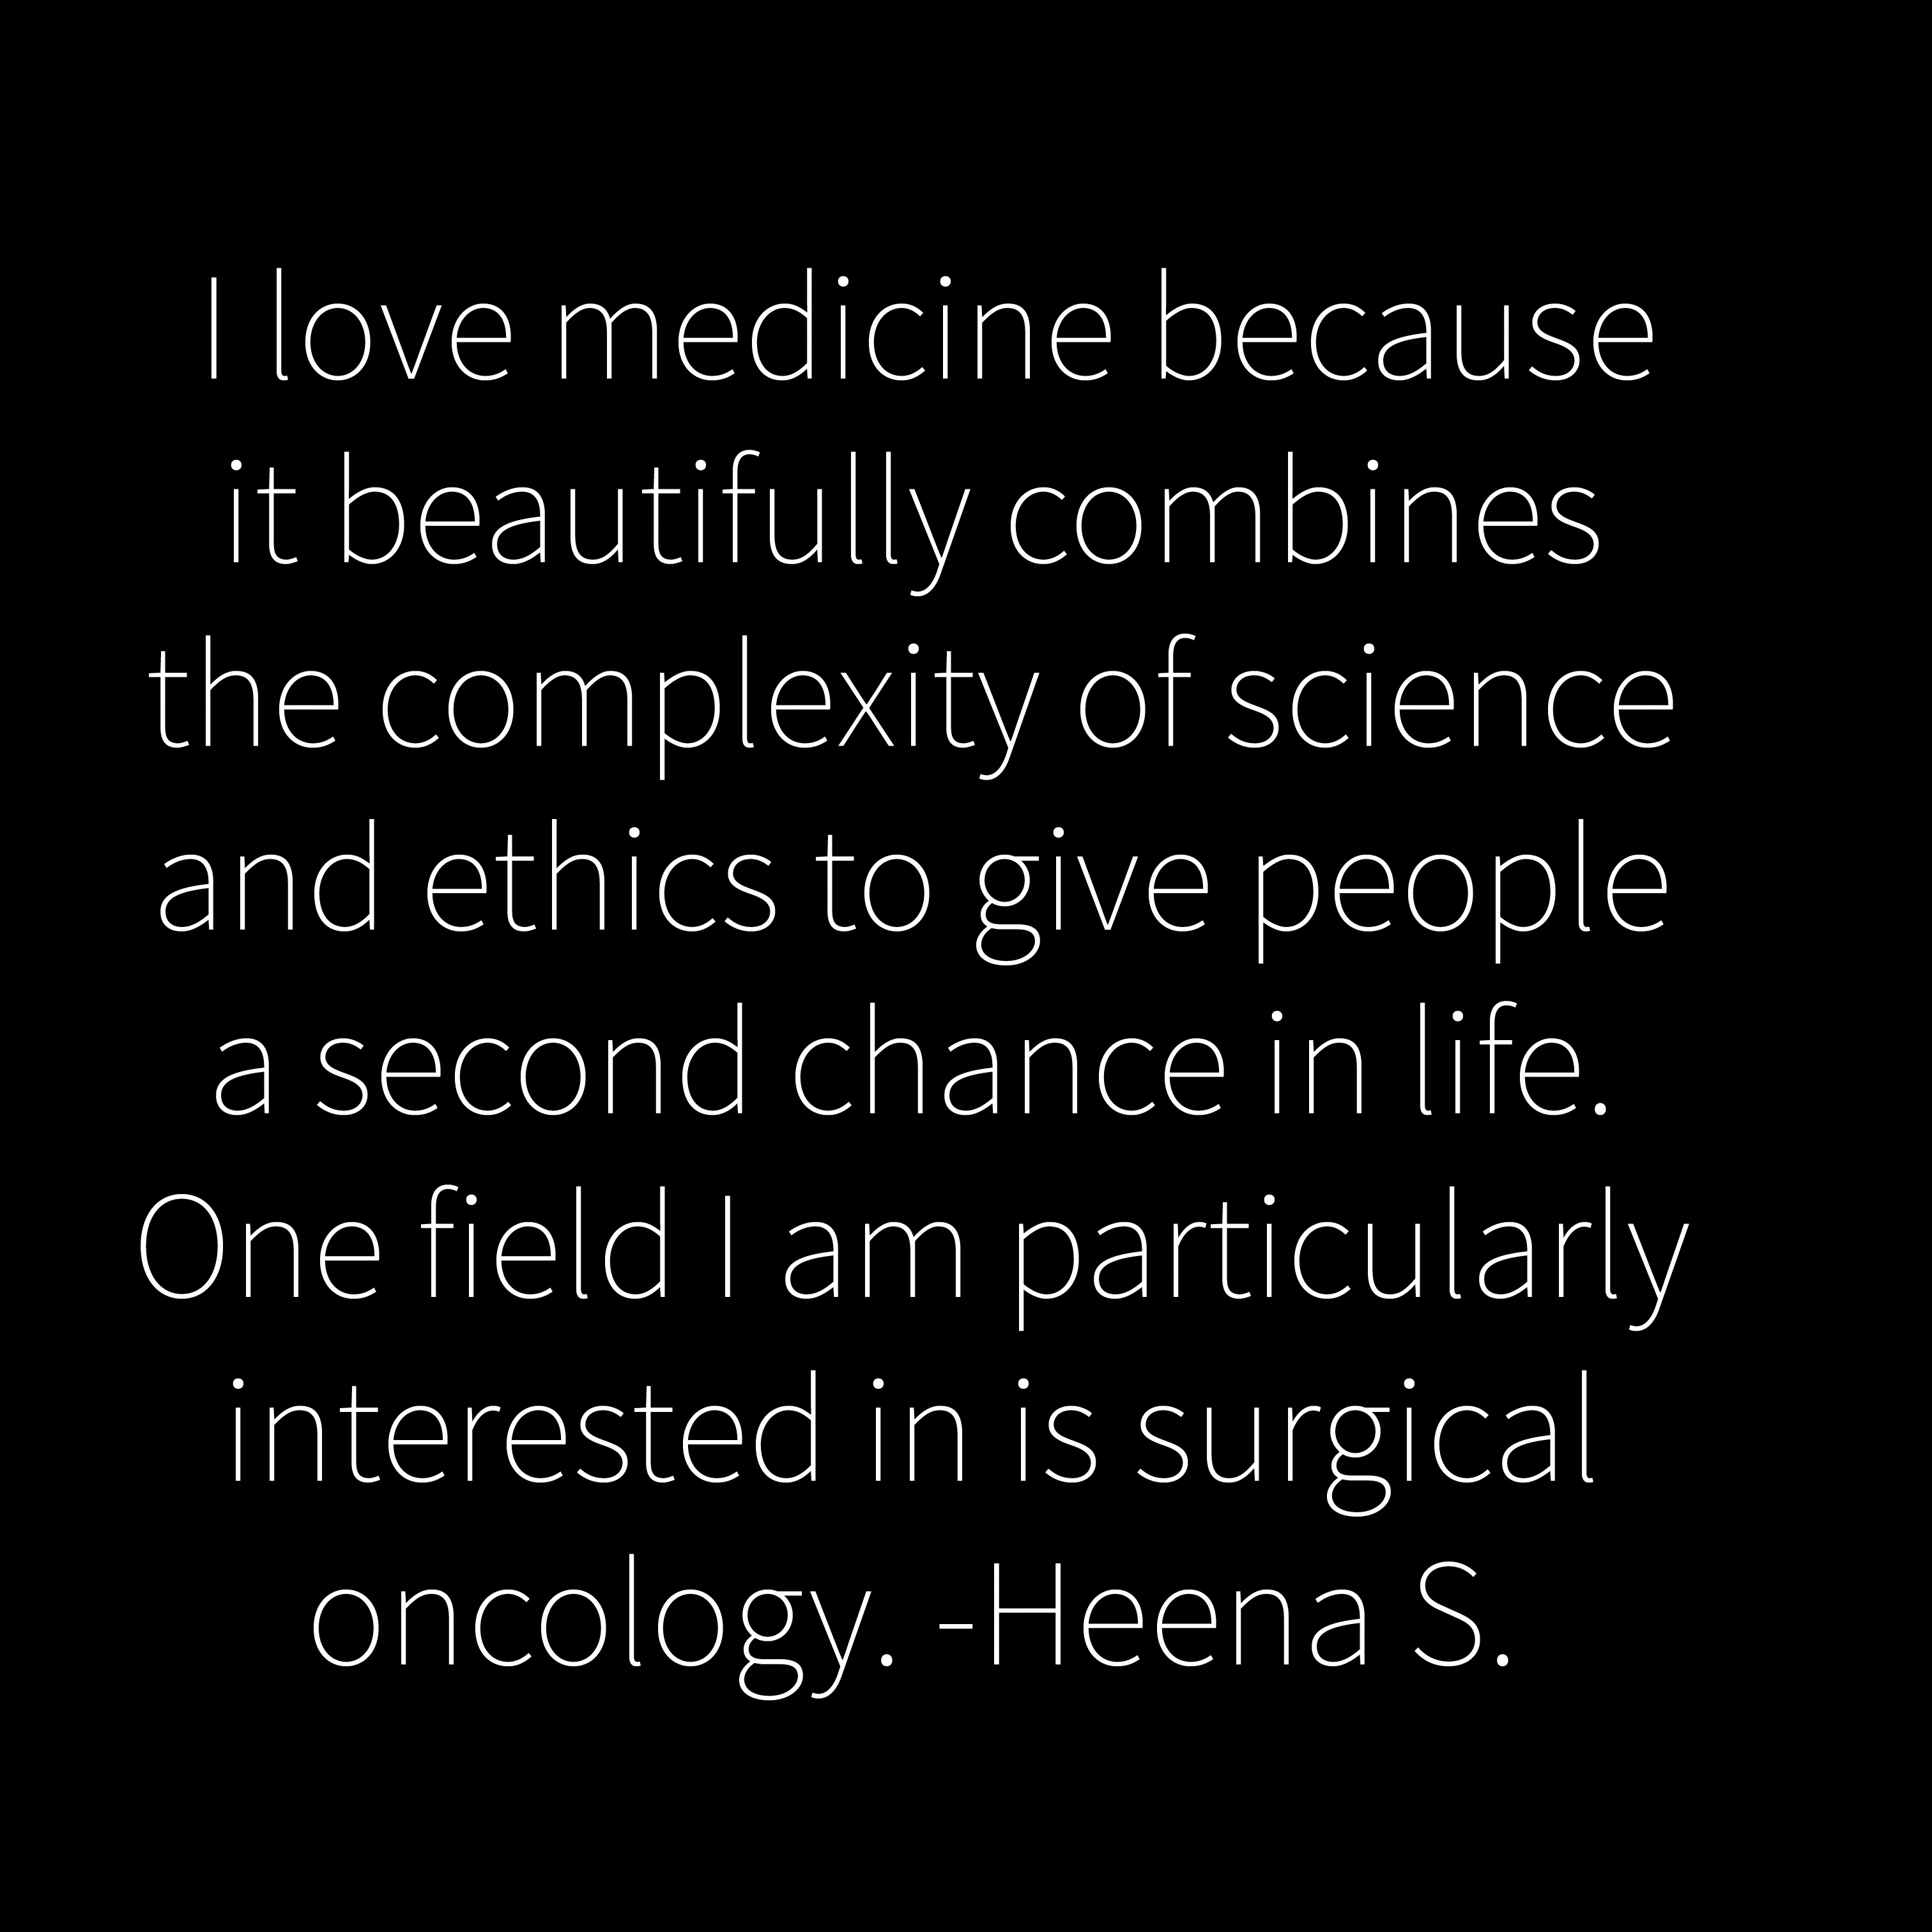 I love medicine because
it beautifully combines
the complexity of science
and ethics to give people
a second chance in life.
One field I am particularly
interested in is surgical
oncology. -Heena S.